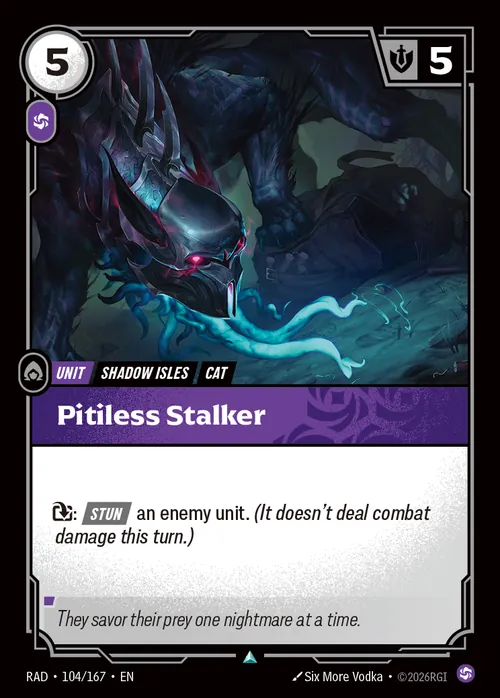 5
5
UNIT SHADOW ISLES CAT
Pitiless Stalker
: STUN an enemy unit. (It doesn't deal combat
damage this turn.)
They savor their prey one nightmare at a time.
RAD • 104/167 • EN
Six More Vodka • ©2026RGI